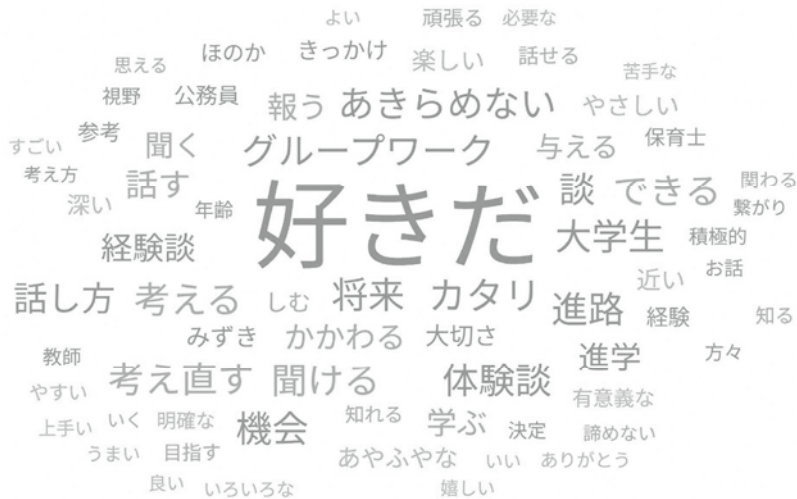 よい 頑張る 必要な
ほのか きっかけ 楽しい 話せる
思える 苦手な
視野 公務員 報う あきらめない やさしい
すごい 参考 聞く グループワーク 与える 保育士
考え方 話す 談 できる 関わる
深い 年齢 好きだ 繋がり
経験談 大学生 積極的
近い お話
話し方 考える しむ 将来 カタリ 進路 経験 知る
みずき かかわる 大切さ
教師 進学 方々
やすい 考え直す 聞ける 体験談 有意義な
上手い いく 明確な 機会 知れる 学ぶ 決定 諦めない
うまい 目指す あやふやな いい ありがとう
良い いろいろな 嬉しい